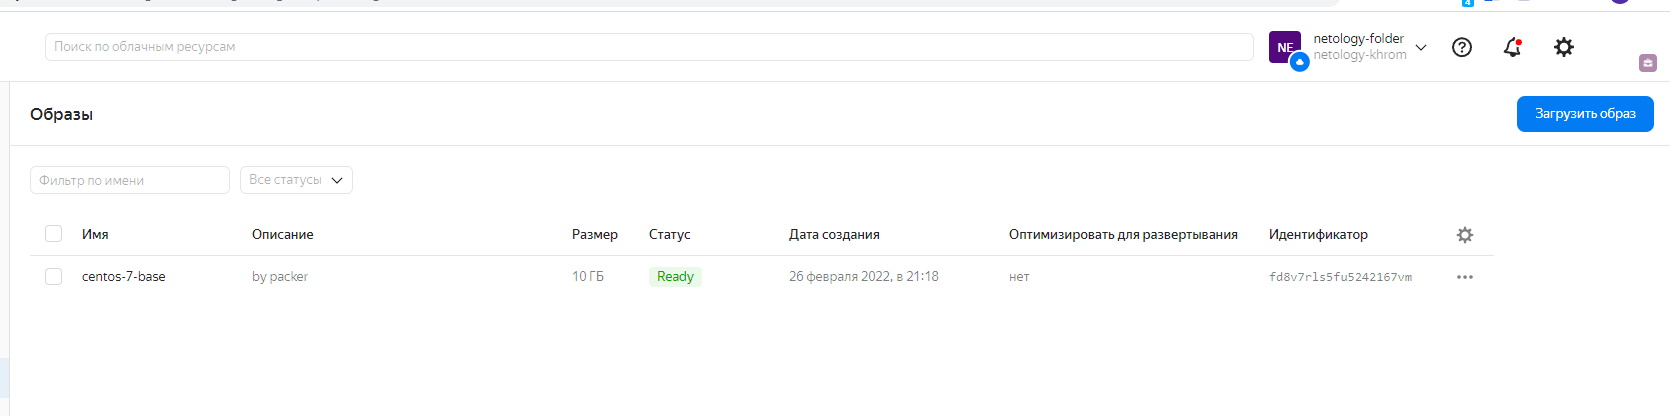 4
Поиск по облачным ресурсам
NE
netology-folder
netology-khrom
Образы
Загрузить образ
Фильтр по имени
Все статусы
Имя Описание Размер Статус Дата создания Оптимизировать для развертывания Идентификатор
centos-7-base by packer 10 ГБ Ready 26 февраля 2022, в 21:18 нет fd8v7rls5fu5242167vm